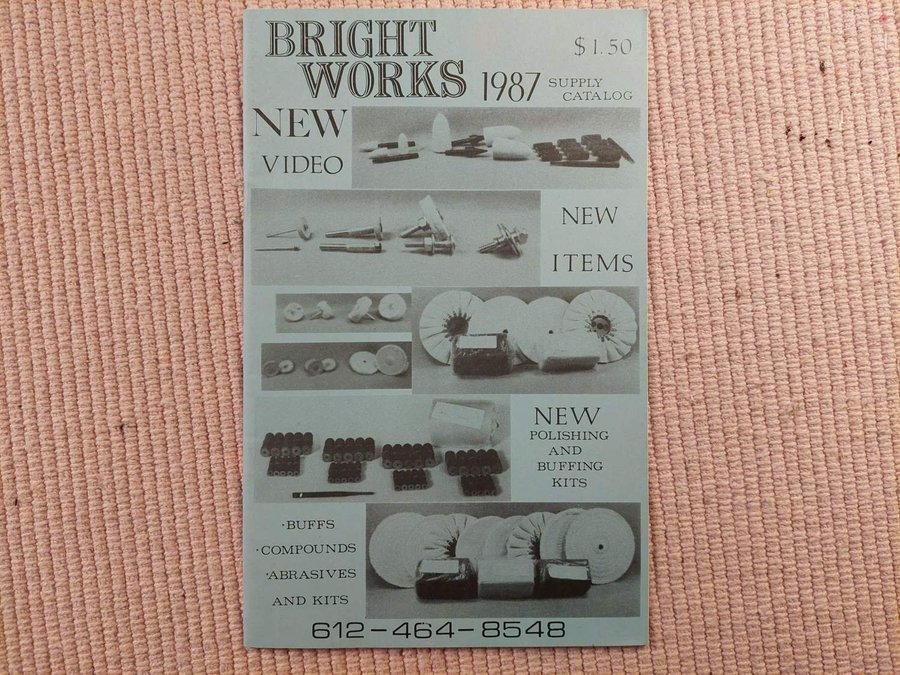 BRIGHT
WORKS
$1.50
1987 SUPPLY
CATALOG
NEW
VIDEO
NEW
ITEMS
NEW
POLISHING
AND
BUFFING
KITS
·BUFFS
·COMPOUNDS
·ABRASIVES
AND KITS
612-464-8548